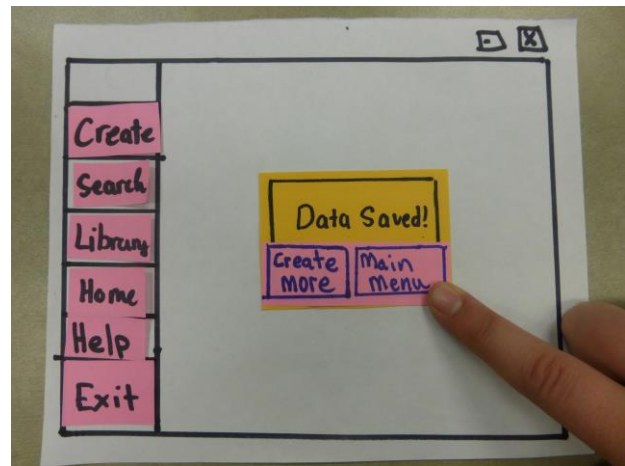 - X
Create
Search
Library
Home
Help
Exit
Data Saved!
Create
more
Main
Menu